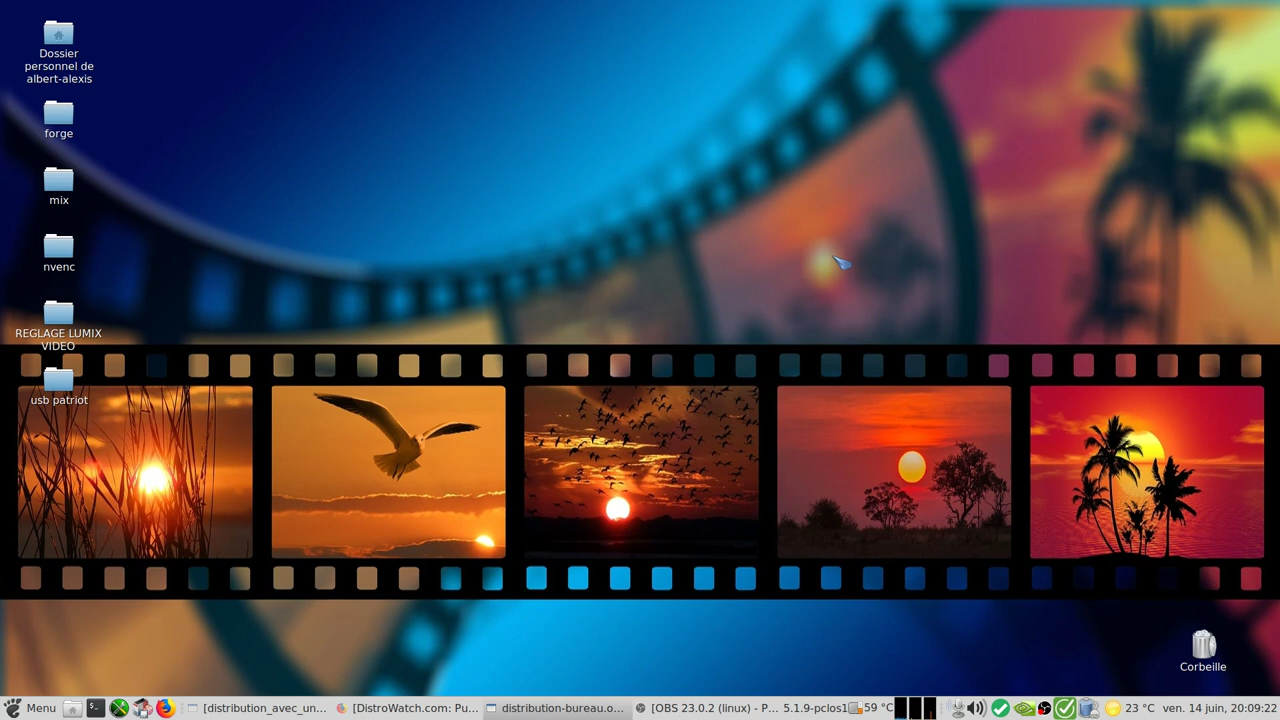 Dossier
personnel de
albert-alexis
forge
mix
nvenc
REGLAGE LUMIX
VIDEO
usb patriot
Corbeille
Menu [distribution_avec_un... [DistroWatch.com: Pu... distribution-bureau.o... [OBS 23.0.2 (linux) - P... 5.1.9-pclos1 59 °C 23 °C ven. 14 juin, 20:09:22